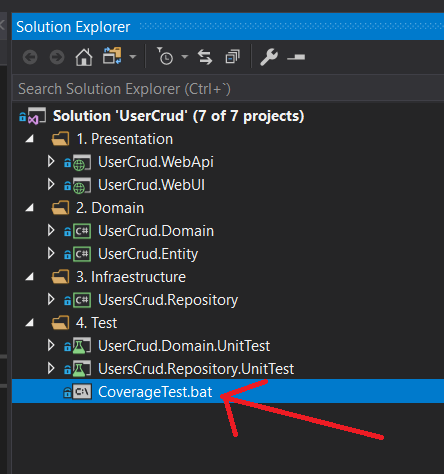 Solution Explorer
Search Solution Explorer (Ctrl+`)
Solution 'UserCrud' (7 of 7 projects)
1. Presentation
UserCrud.WebApi
UserCrud.WebUI
2. Domain
C# UserCrud.Domain
C# UserCrud.Entity
3. Infraestructure
C# UsersCrud.Repository
4. Test
UserCrud.Domain.UnitTest
UsersCrud.Repository.UnitTest
C:\ CoverageTest.bat